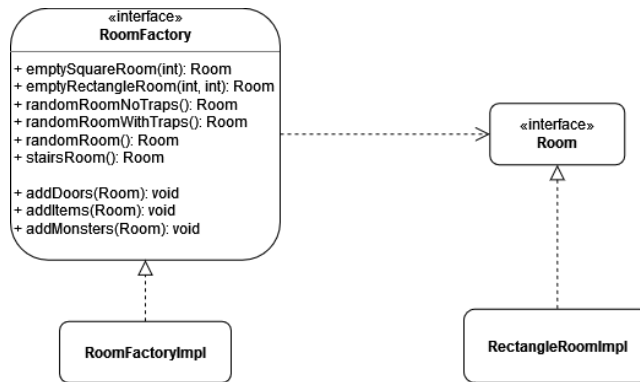 «interface»
RoomFactory
+ emptySquareRoom(int): Room
+ emptyRectangleRoom(int, int): Room
+ randomRoomNoTraps(): Room
+ randomRoomWithTraps(): Room
+ randomRoom(): Room
+ stairsRoom(): Room
+ addDoors(Room): void
+ addItems(Room): void
+ addMonsters(Room): void
«interface»
Room
RoomFactoryImpl
RectangleRoomImpl